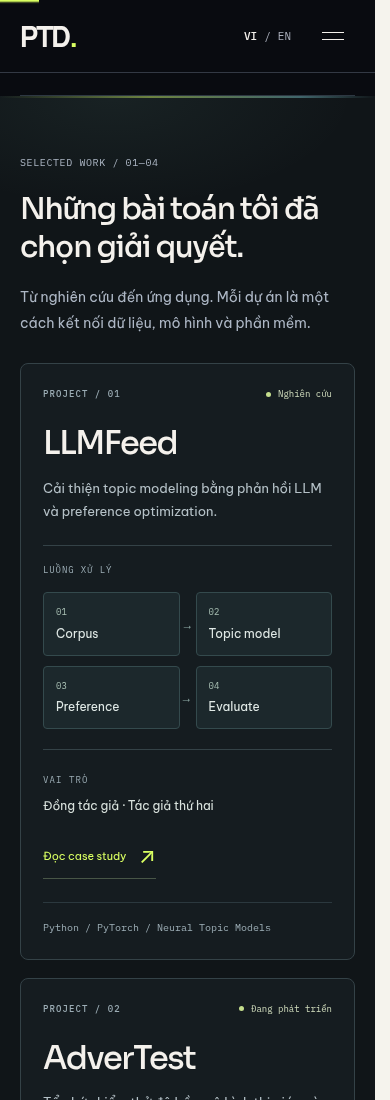 PTD.
VI / EN
SELECTED WORK / 01—04
Những bài toán tôi đã
chọn giải quyết.
Từ nghiên cứu đến ứng dụng. Mỗi dự án là một
cách kết nối dữ liệu, mô hình và phần mềm.
PROJECT / 01
Nghiên cứu
LLMFeed
Cải thiện topic modeling bằng phản hồi LLM
và preference optimization.
LUỒNG XỬ LÝ
01
Corpus
→
02
Topic model
03
Preference
→
04
Evaluate
VAI TRÒ
Đồng tác giả · Tác giả thứ hai
Đọc case study
Python / PyTorch / Neural Topic Models
PROJECT / 02
Đang phát triển
AdverTest